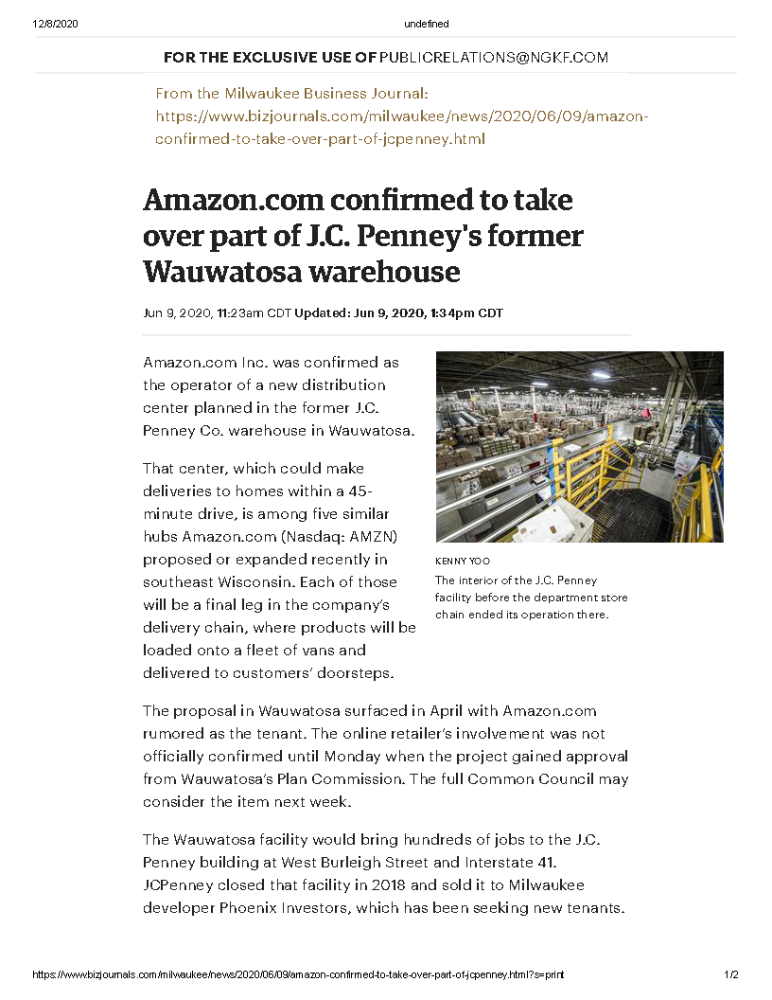 12/8/2020 undefined
FOR THE EXCLUSIVE USE OF PUBLICRELATIONS@NGKF.COM
From the Milwaukee Business Journal:
https://www.bizjournals.com/milwaukee/news/2020/06/09/amazon-
confirmed-to-take-over-part-of-jcpenney.html
Amazon.com confirmed to take
over part of J.C. Penney's former
Wauwatosa warehouse
Jun 9, 2020, 11:23am CDT Updated: Jun 9, 2020, 1:34pm CDT
Amazon.com Inc. was confirmed as
the operator of a new distribution
center planned in the former J.C.
Penney Co. warehouse in Wauwatosa.
That center, which could make
deliveries to homes within a 45-
minute drive, is among five similar
hubs Amazon.com (Nasdaq: AMZN)
proposed or expanded recently in
southeast Wisconsin. Each of those
will be a final leg in the company’s
delivery chain, where products will be
loaded onto a fleet of vans and
delivered to customers’ doorsteps.
KENNY YOO
The interior of the J.C. Penney
facility before the department store
chain ended its operation there.
The proposal in Wauwatosa surfaced in April with Amazon.com
rumored as the tenant. The online retailer’s involvement was not
officially confirmed until Monday when the project gained approval
from Wauwatosa’s Plan Commission. The full Common Council may
consider the item next week.
The Wauwatosa facility would bring hundreds of jobs to the J.C.
Penney building at West Burleigh Street and Interstate 41.
JCPenney closed that facility in 2018 and sold it to Milwaukee
developer Phoenix Investors, which has been seeking new tenants.
https://www.bizjournals.com/milwaukee/news/2020/06/09/amazon-confirmed-to-take-over-part-of-jcpenney.html?s=print 1/2